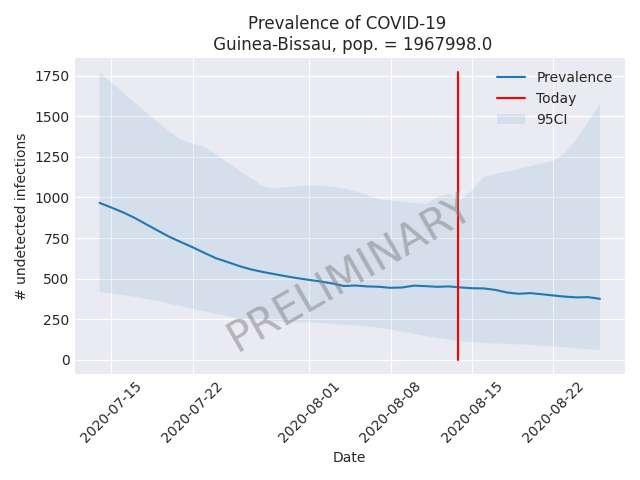 Prevalence of COVID-19
Guinea-Bissau, pop. = 1967998.0
Prevalence
Today
95CI
# undetected infections
1750
1500
1250
1000
750
500
250
0
PRELIMINARY
2020-07-15
2020-07-22
2020-08-01
2020-08-08
2020-08-15
2020-08-22
Date